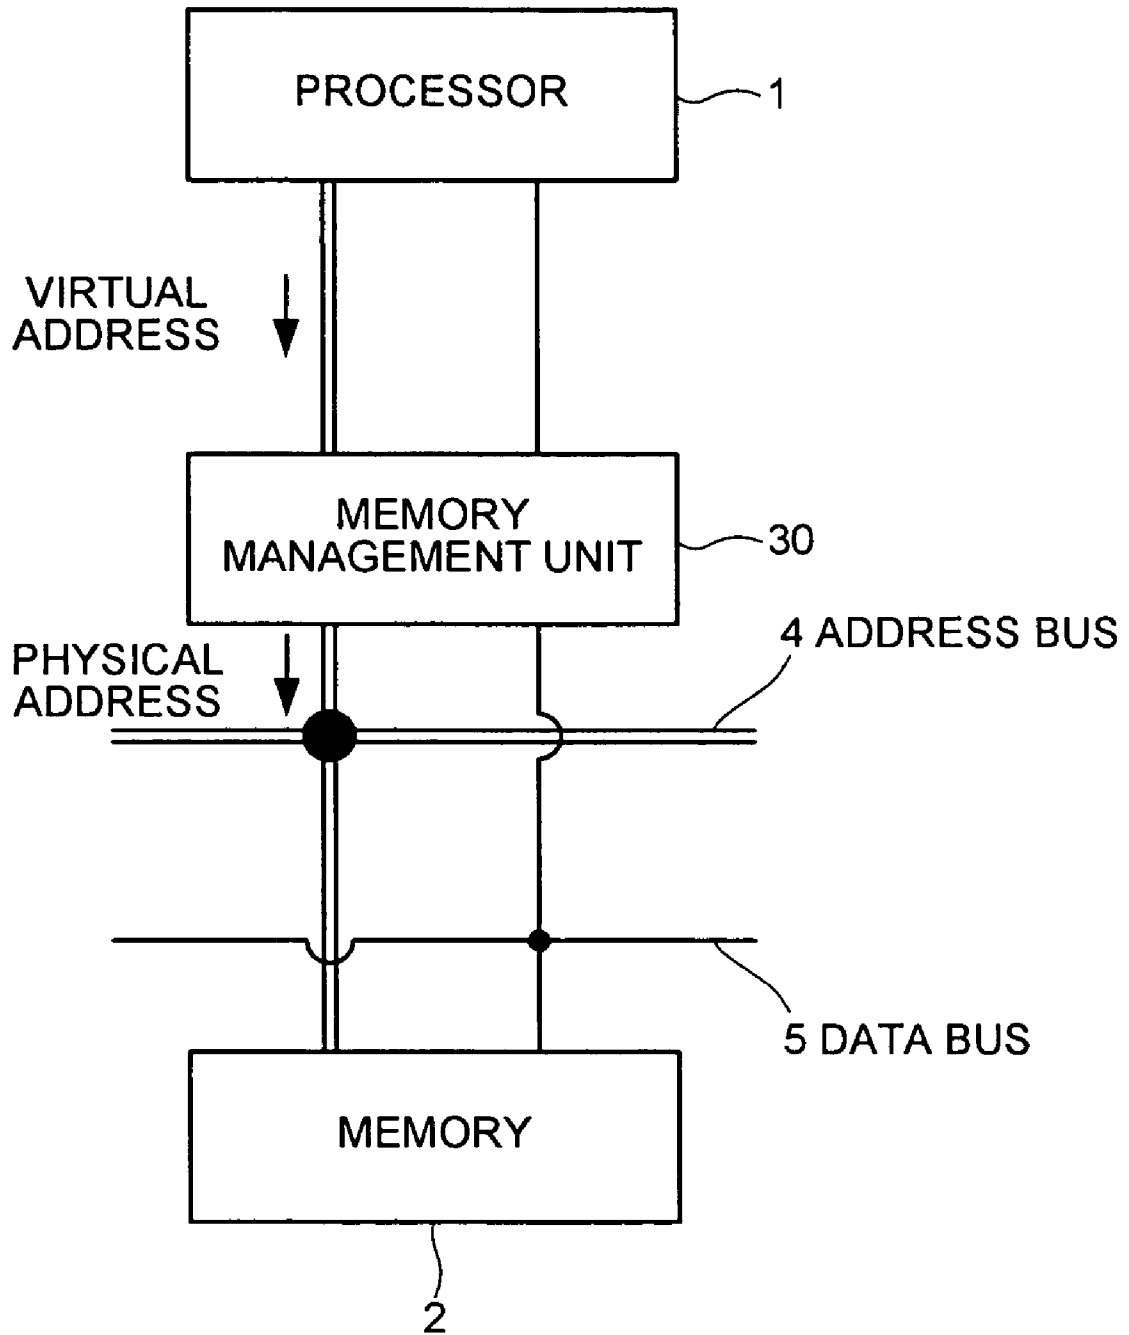 PROCESSOR
1
VIRTUAL
ADDRESS
MEMORY
MANAGEMENT UNIT
30
4 ADDRESS BUS
PHYSICAL
ADDRESS
5 DATA BUS
MEMORY
2